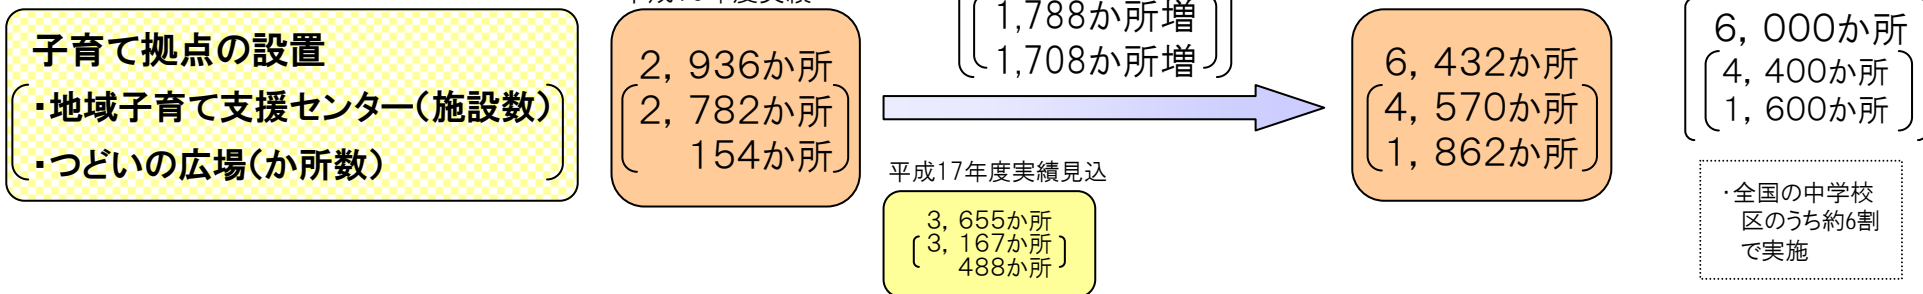 子育て拠点の設置
・地域子育て支援センター(施設数)
・つどいの広場(か所数)
2, 936か所
2, 782か所
154か所
1,788か所増
1,708か所増
平成17年度実績見込
3, 655か所
3, 167か所
488か所
6, 432か所
4, 570か所
1, 862か所
6, 000か所
4, 400か所
1, 600か所
・全国の中学校
区のうち約6割
で実施